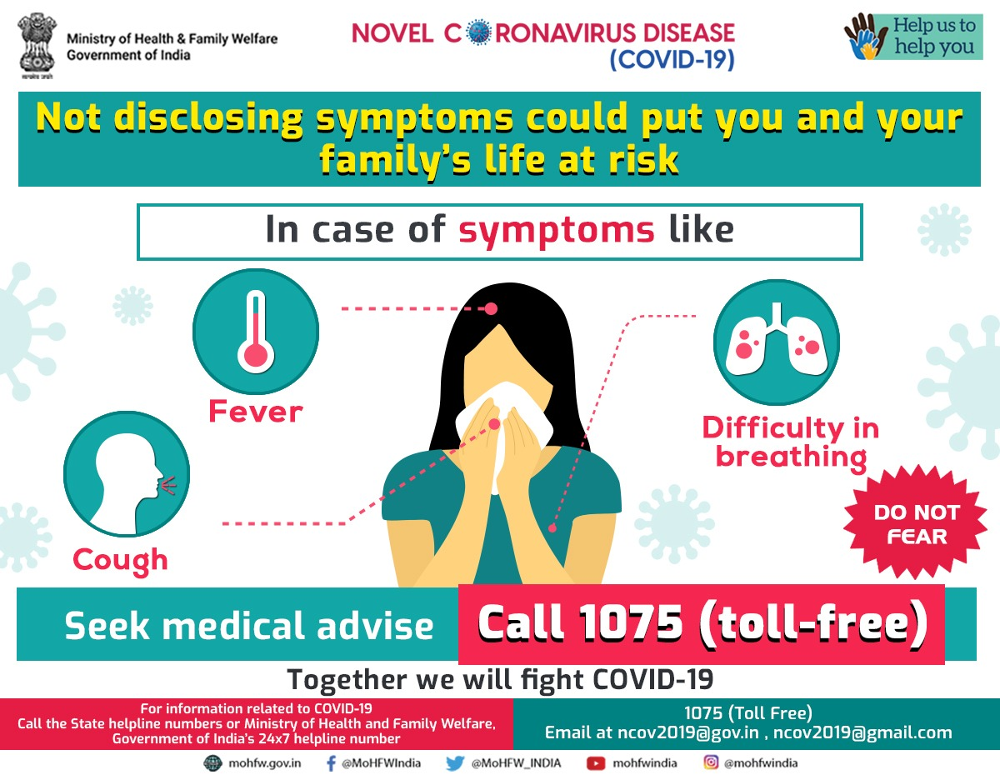 Ministry of Health & Family Welfare
Government of India
NOVEL CORONAVIRUS DISEASE
(COVID-19)
Help us to
help you
Not disclosing symptoms could put you and your
family's life at risk
In case of symptoms like
Fever
Difficulty in
breathing
Cough
DO NOT
FEAR
Seek medical advise
Call 1075 (toll-free)
Together we will fight COVID-19
For information related to COVID-19
Call the State helpline numbers or Ministry of Health and Family Welfare,
Government of India's 24x7 helpline number
1075 (Toll Free)
Email at ncov2019@gov.in , ncov2019@gmail.com
mohfw.gov.in @MoHFWIndia @MoHFW_INDIA mohfwindia @mohfwindia